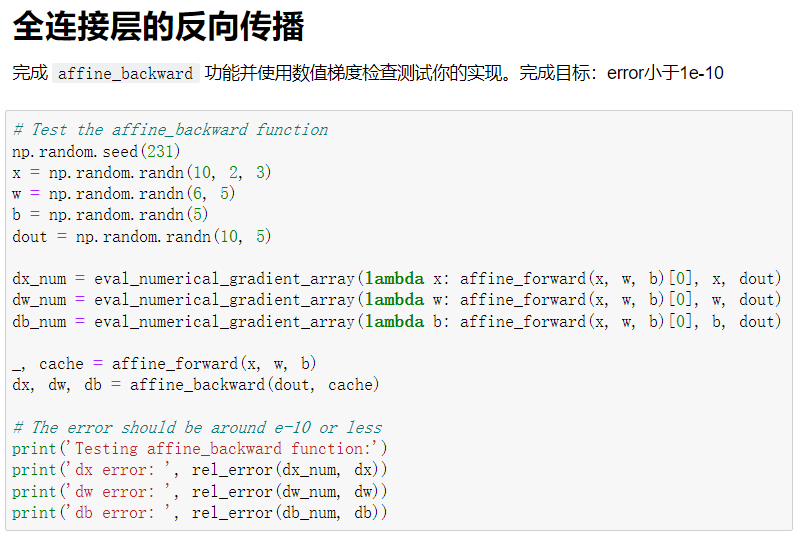 全连接层的反向传播
完成 affine_backward 功能并使用数值梯度检查测试你的实现。完成目标：error小于1e-10
# Test the affine_backward function
np.random.seed(231)
x = np.random.randn(10, 2, 3)
w = np.random.randn(6, 5)
b = np.random.randn(5)
dout = np.random.randn(10, 5)
dx_num = eval_numerical_gradient_array(lambda x: affine_forward(x, w, b)[0], x, dout)
dw_num = eval_numerical_gradient_array(lambda w: affine_forward(x, w, b)[0], w, dout)
db_num = eval_numerical_gradient_array(lambda b: affine_forward(x, w, b)[0], b, dout)
_, cache = affine_forward(x, w, b)
dx, dw, db = affine_backward(dout, cache)
# The error should be around e-10 or less
print('Testing affine_backward function:')
print('dx error: ', rel_error(dx_num, dx))
print('dw error: ', rel_error(dw_num, dw))
print('db error: ', rel_error(db_num, db))